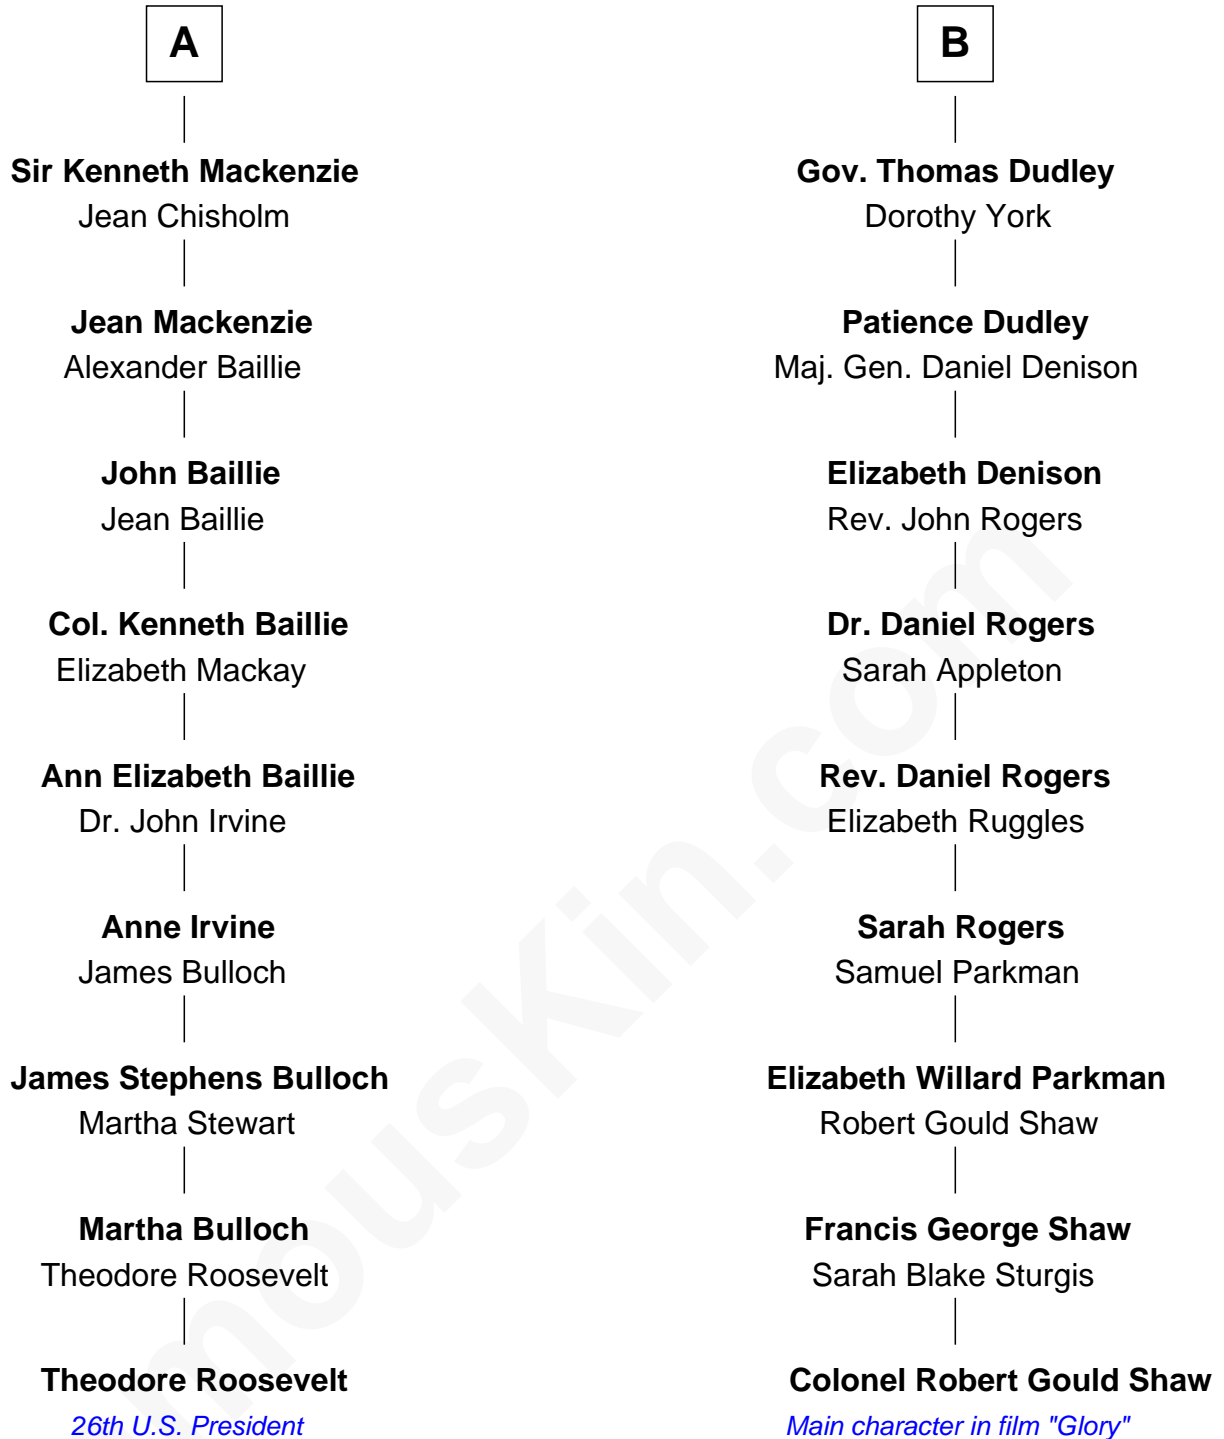 A
Sir Kenneth Mackenzie
Jean Chisholm
Jean Mackenzie
Alexander Baillie
John Baillie
Jean Baillie
Col. Kenneth Baillie
Elizabeth Mackay
Ann Elizabeth Baillie
Dr. John Irvine
Anne Irvine
James Bulloch
James Stephens Bulloch
Martha Stewart
Martha Bulloch
Theodore Roosevelt
Theodore Roosevelt
26th U.S. President
B
Gov. Thomas Dudley
Dorothy York
Patience Dudley
Maj. Gen. Daniel Denison
Elizabeth Denison
Rev. John Rogers
Dr. Daniel Rogers
Sarah Appleton
Rev. Daniel Rogers
Elizabeth Ruggles
Sarah Rogers
Samuel Parkman
Elizabeth Willard Parkman
Robert Gould Shaw
Francis George Shaw
Sarah Blake Sturgis
Colonel Robert Gould Shaw
Main character in film "Glory"
mousKin.com